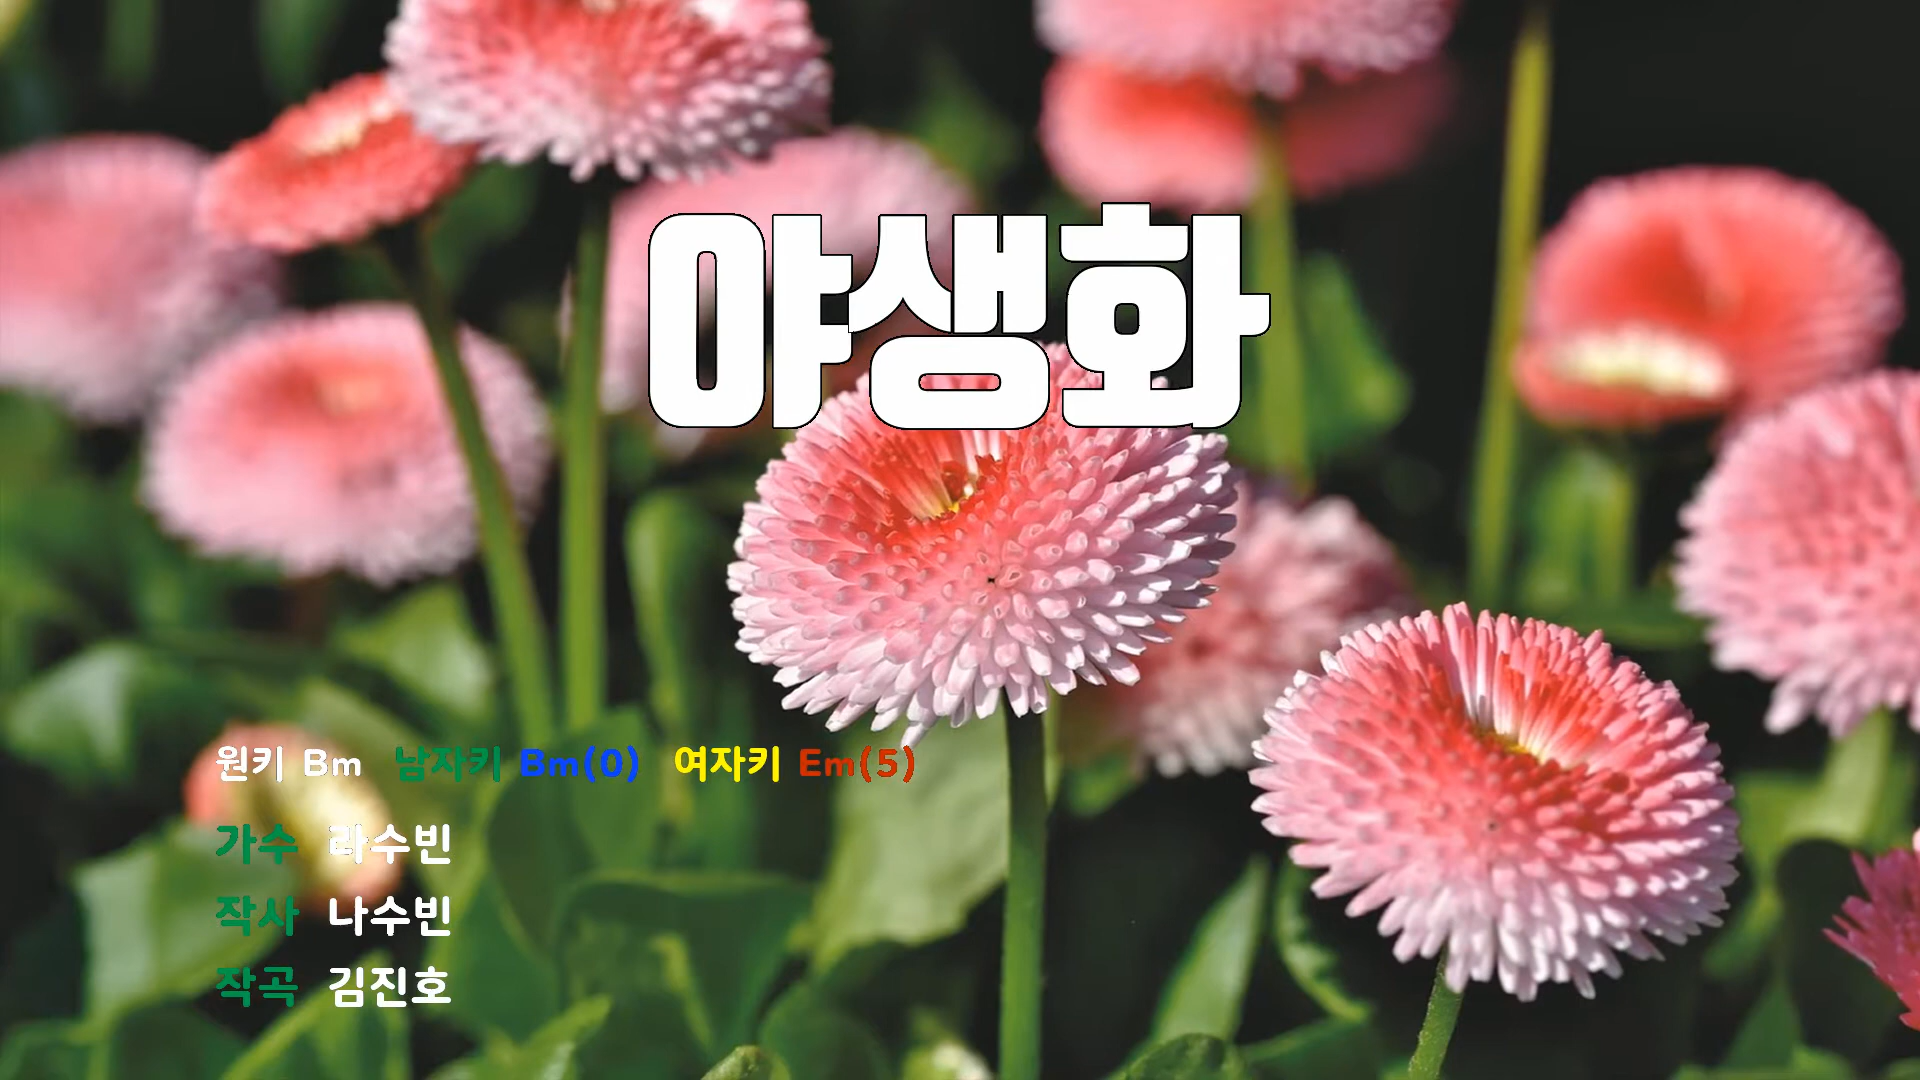 야생화
원키 Bm 남자키 Bm(0) 여자키 Em(5)
가수 라수빈
작사 나수빈
작곡 김진호